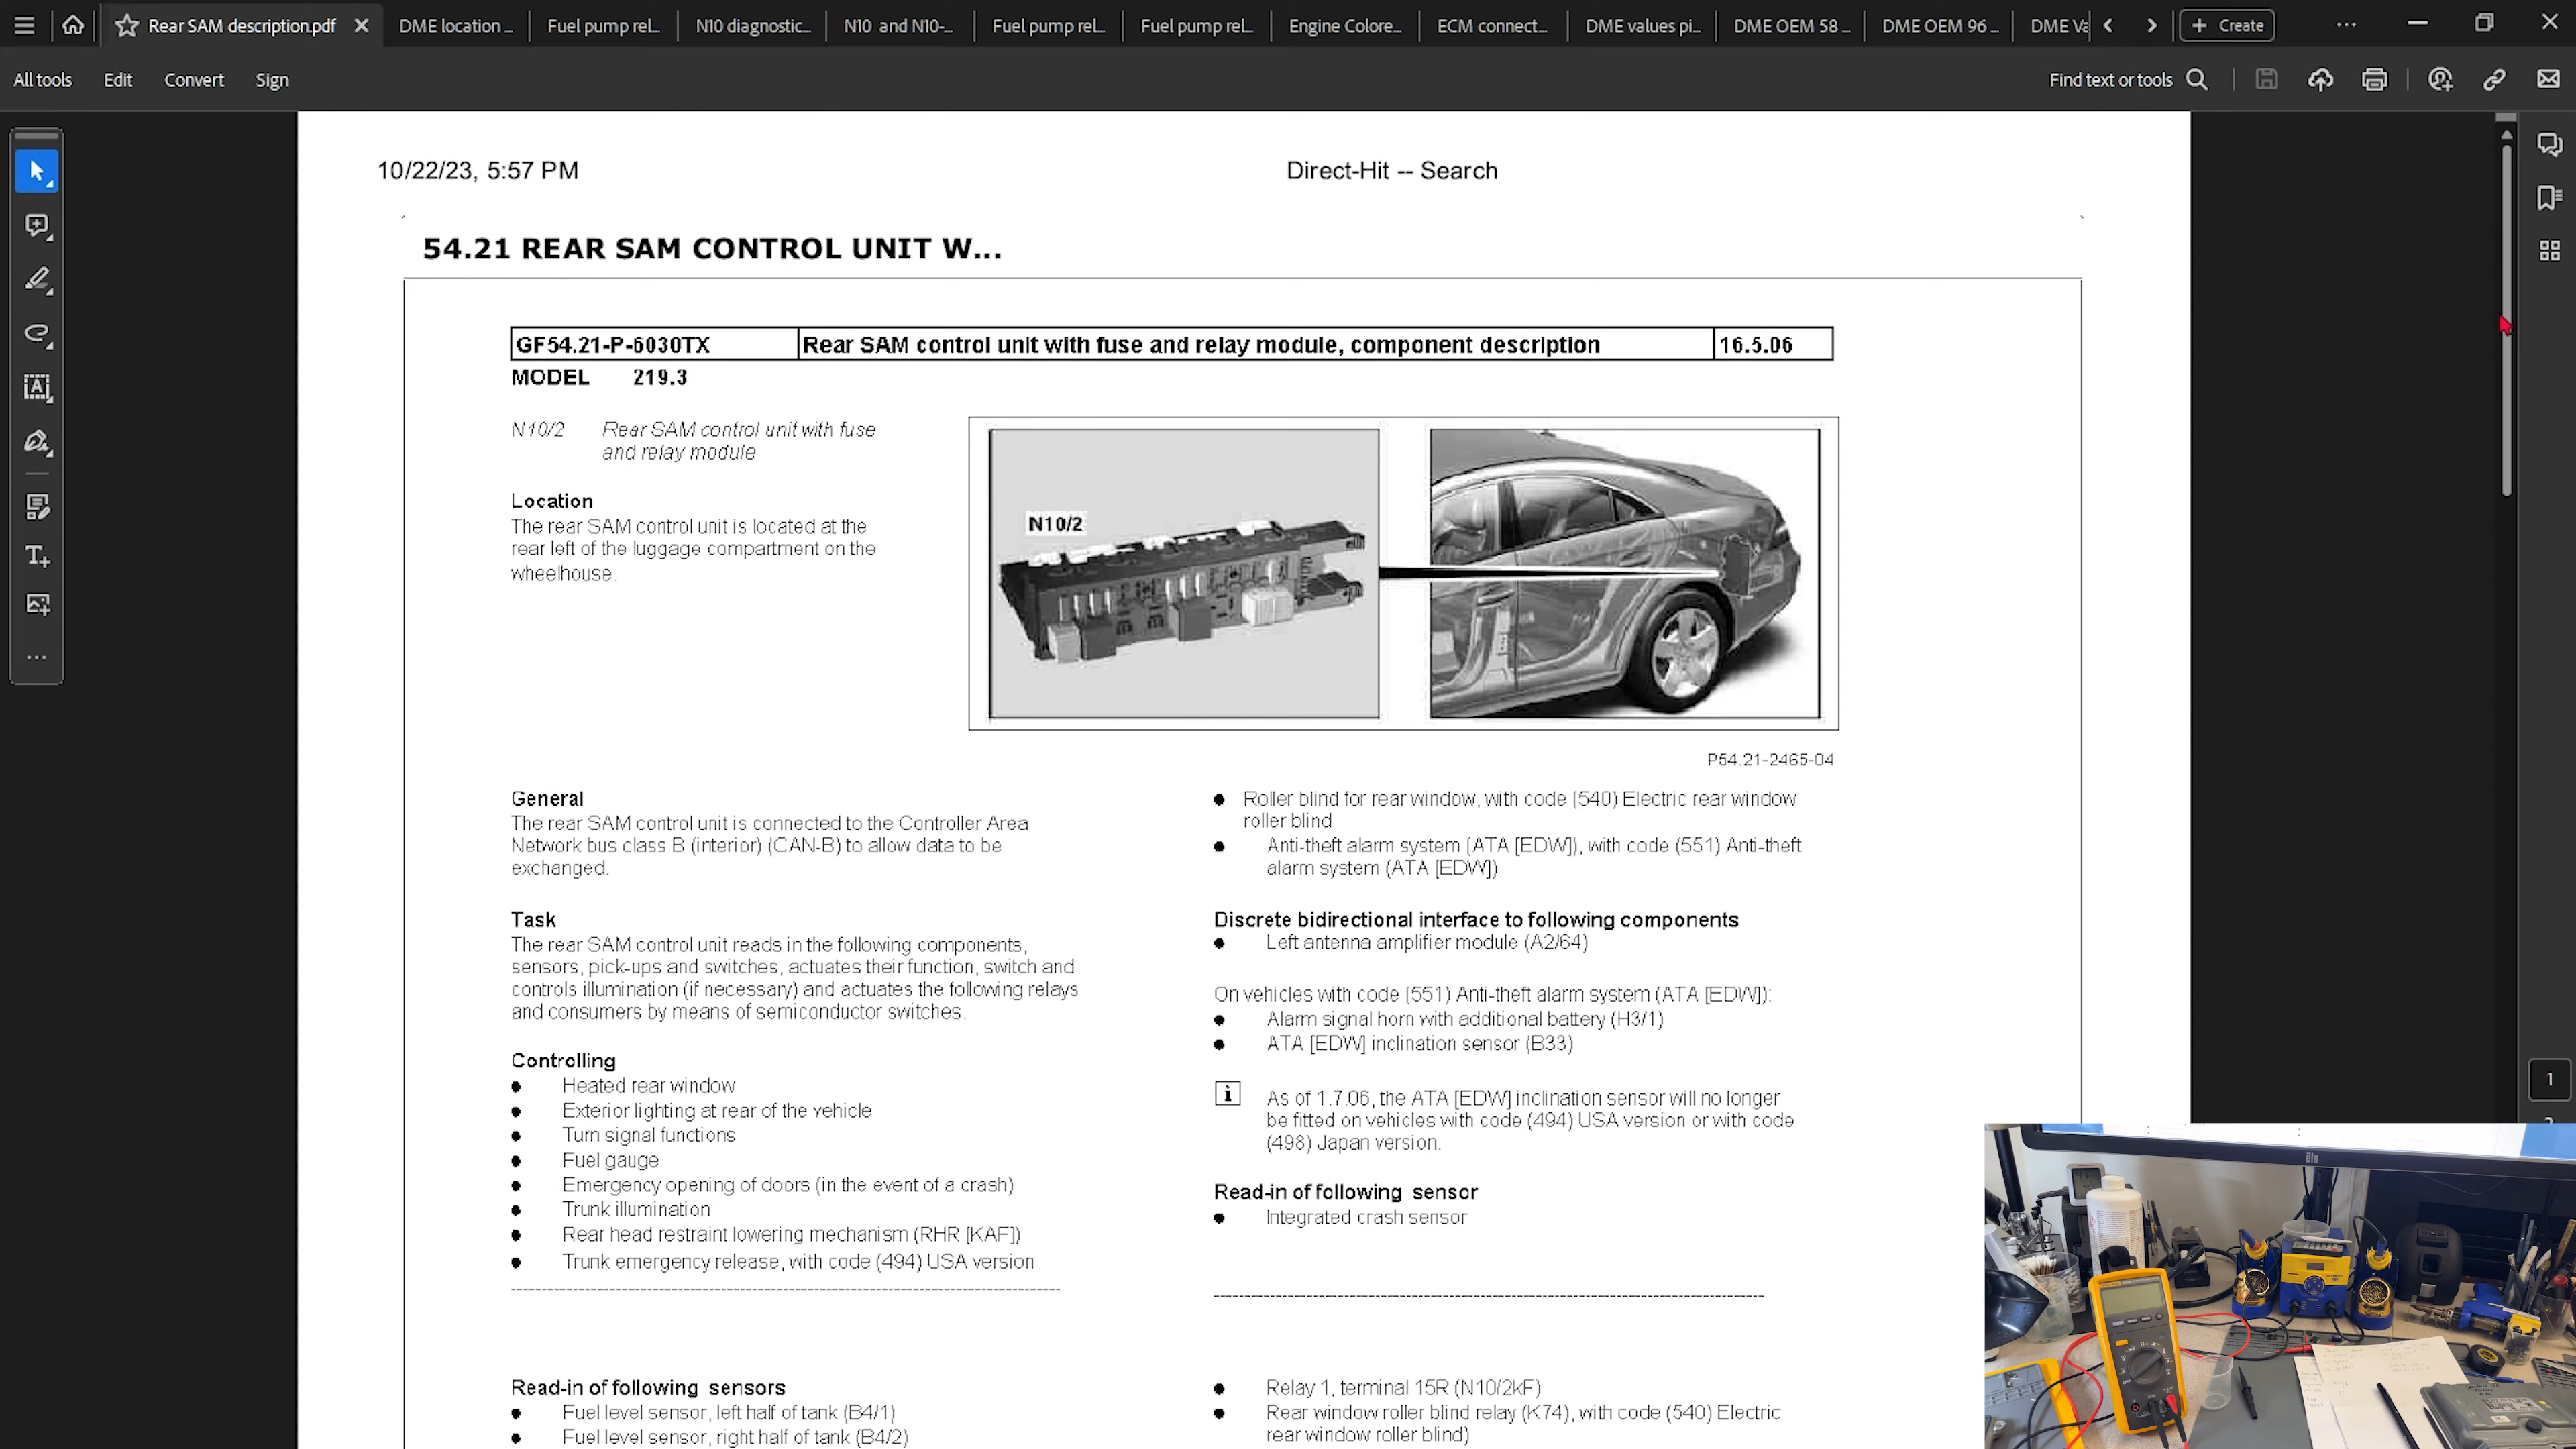 Rear SAM description.pdf
DME location ...
Fuel pump rel...
N10 diagnostic...
N10 and N10-...
Fuel pump rel...
Fuel pump rel...
Engine Colore...
ECM connect...
DME values pi...
DME OEM 58 ...
DME OEM 96 ...
DME Va
Create
All tools
Edit
Convert
Sign
Find text or tools
10/22/23, 5:57 PM
Direct-Hit -- Search
54.21 REAR SAM CONTROL UNIT W...
GF54.21-P-6030TX
Rear SAM control unit with fuse and relay module, component description
16.5.06
MODEL 219.3
N10/2 Rear SAM control unit with fuse
and relay module
Location
The rear SAM control unit is located at the
rear left of the luggage compartment on the
wheelhouse.
N10/2
P54.21-2465-04
General
The rear SAM control unit is connected to the Controller Area
Network bus class B (interior) (CAN-B) to allow data to be
exchanged.
Task
The rear SAM control unit reads in the following components,
sensors, pick-ups and switches, actuates their function, switch and
controls illumination (if necessary) and actuates the following relays
and consumers by means of semiconductor switches.
Controlling
● Heated rear window
● Exterior lighting at rear of the vehicle
● Turn signal functions
● Fuel gauge
● Emergency opening of doors (in the event of a crash)
● Trunk illumination
● Rear head restraint lowering mechanism (RHR [KAF])
● Trunk emergency release, with code (494) USA version
Read-in of following sensors
● Fuel level sensor, left half of tank (B4/1)
● Fuel level sensor, right half of tank (B4/2)
● Roller blind for rear window, with code (540) Electric rear window
roller blind
● Anti-theft alarm system (ATA [EDW]), with code (551) Anti-theft
alarm system (ATA [EDW])
Discrete bidirectional interface to following components
● Left antenna amplifier module (A2/64)
On vehicles with code (551) Anti-theft alarm system (ATA [EDW]):
● Alarm signal horn with additional battery (H3/1)
● ATA [EDW] inclination sensor (B33)
i As of 1.7.06, the ATA [EDW] inclination sensor will no longer
be fitted on vehicles with code (494) USA version or with code
(498) Japan version.
Read-in of following sensor
● Integrated crash sensor
● Relay 1, terminal 15R (N10/2kF)
● Rear window roller blind relay (K74), with code (540) Electric
rear window roller blind)
1
elo